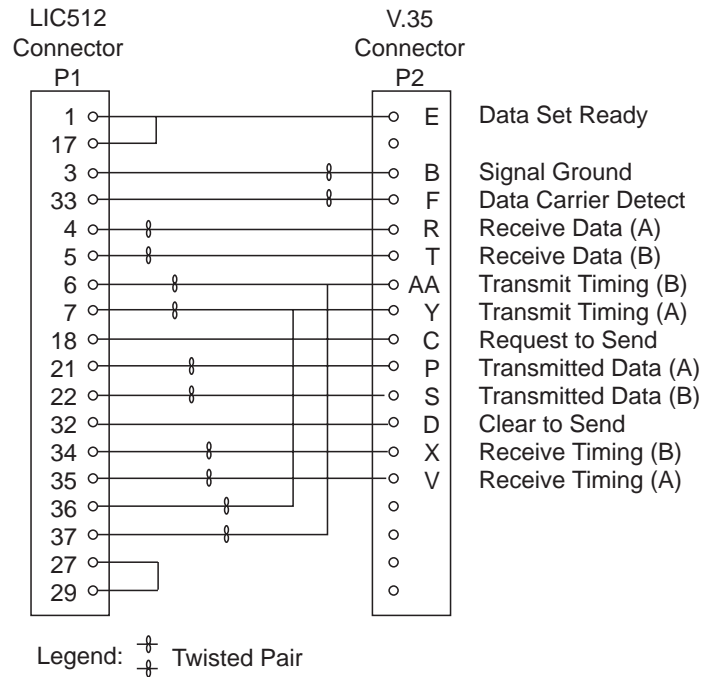 LIC512 Connector P1
V.35 Connector P2
1 E Data Set Ready
17
3 B Signal Ground
33 F Data Carrier Detect
4 R Receive Data (A)
5 T Receive Data (B)
6 AA Transmit Timing (B)
7 Y Transmit Timing (A)
18 C Request to Send
21 P Transmitted Data (A)
22 S Transmitted Data (B)
32 D Clear to Send
34 X Receive Timing (B)
35 V Receive Timing (A)
36
37
27
29
Legend: Twisted Pair